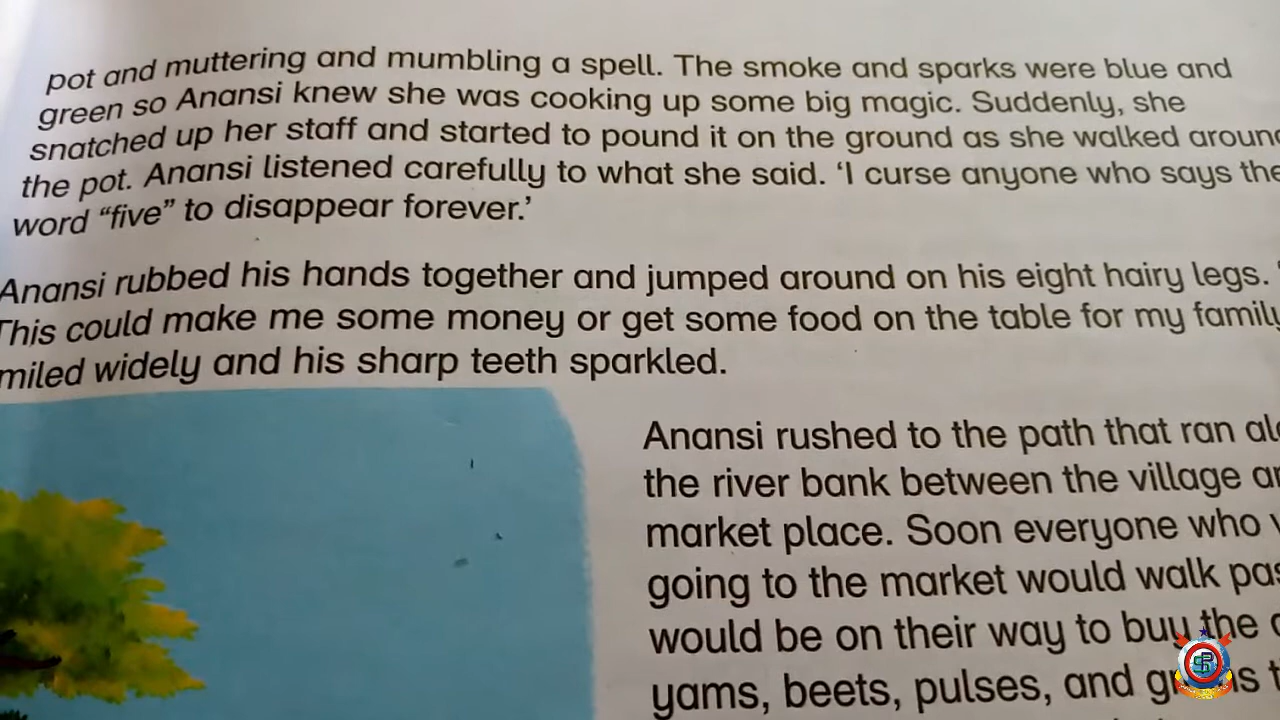 pot and muttering and mumbling a spell. The smoke and sparks were blue and
green so Anansi knew she was cooking up some big magic. Suddenly, she
snatched up her staff and started to pound it on the ground as she walked around
the pot. Anansi listened carefully to what she said. ‘I curse anyone who says the
word “five” to disappear forever.’
Anansi rubbed his hands together and jumped around on his eight hairy legs.
This could make me some money or get some food on the table for my family
miled widely and his sharp teeth sparkled.
Anansi rushed to the path that ran
the river bank between the village
market place. Soon everyone who
going to the market would walk
would be on their way to buy the
yams, beets, pulses, and